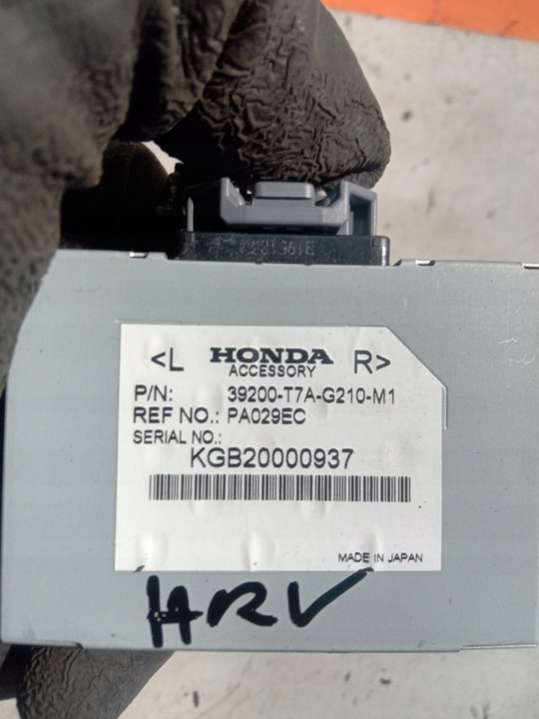 <L HONDA R>
ACCESSORY
P/N: 39200-T7A-G210-M1
REF NO.: PA029EC
SERIAL NO.:
KGB20000937
MADE IN JAPAN
HRV